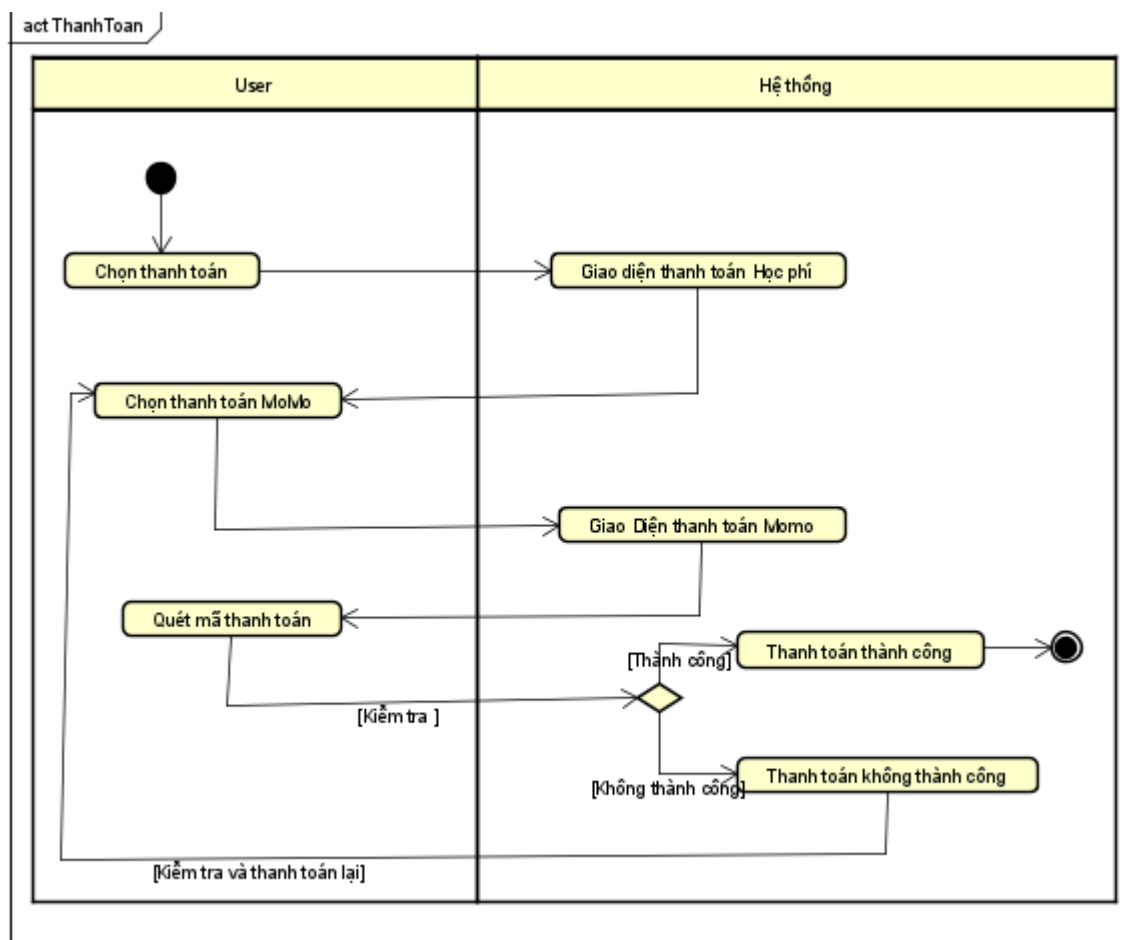 act ThanhToan
User
Hệ thống
Chọn thanh toán
Giao diện thanh toán Học phí
Chọn thanh toán MoMo
Giao Diện thanh toán Momo
Quét mã thanh toán
[Thành công]
Thanh toán thành công
[Kiểm tra ]
[Không thành công]
Thanh toán không thành công
[Kiểm tra và thanh toán lại]